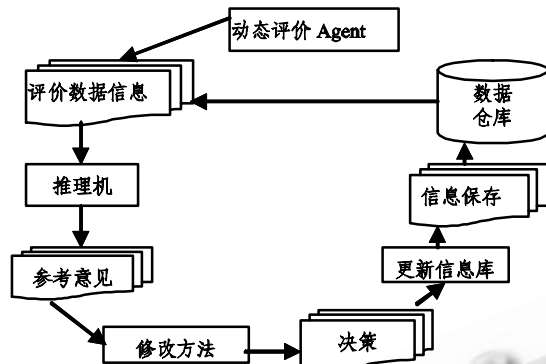 动态评价 Agent
评价数据信息
数据
仓库
推理机
信息保存
参考意见
更新信息库
修改方法
决策